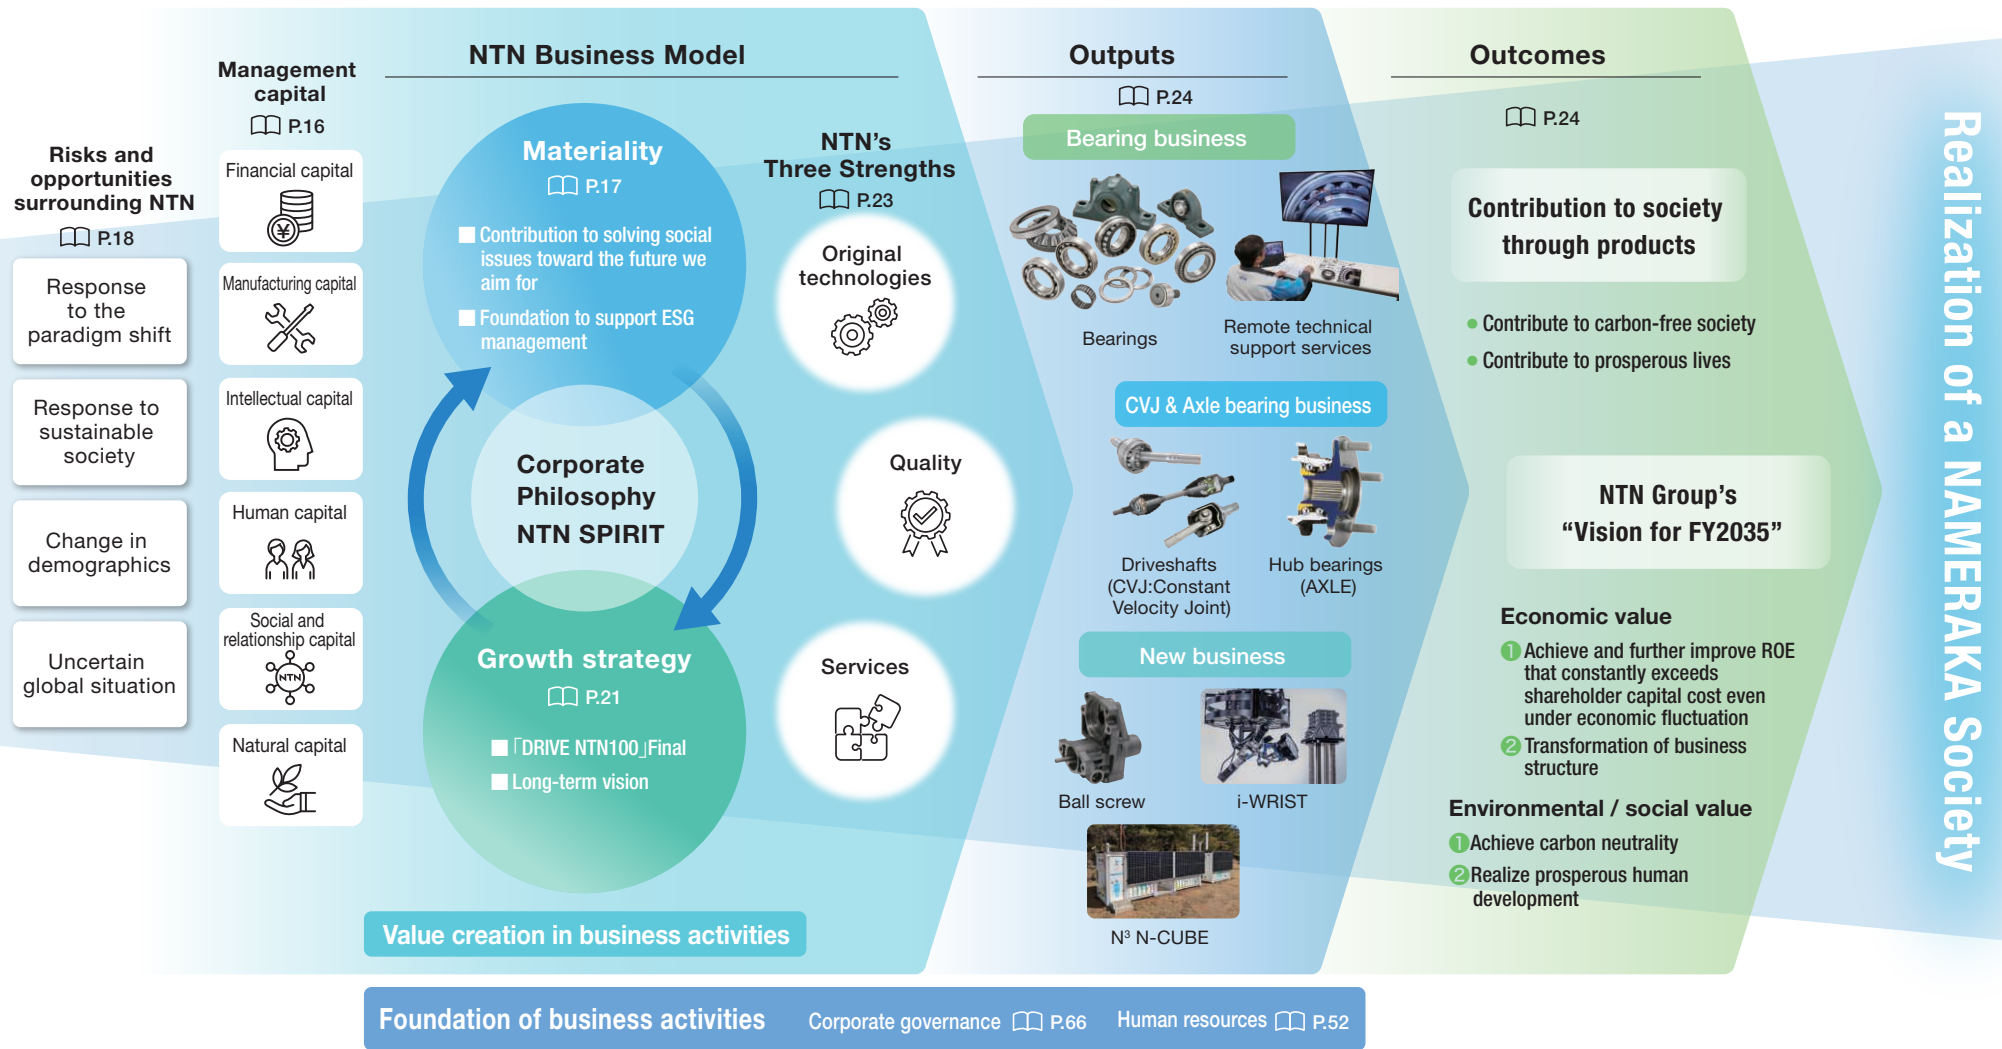 Risks and
opportunities
surrounding NTN
P.18
Response
to the
paradigm shift
Response to
sustainable
society
Change in
demographics
Uncertain
global situation
Management
capital
P.16
Financial capital
Manufacturing capital
Intellectual capital
Human capital
Social and
relationship capital
NTN
Natural capital
NTN Business Model
Materiality
P.17
■ Contribution to solving social
issues toward the future we
aim for
■ Foundation to support ESG
management
Corporate
Philosophy
NTN SPIRIT
Growth strategy
P.21
■ 「DRIVE NTN100」Final
■ Long-term vision
NTN's
Three Strengths
P.23
Original
technologies
Quality
Services
Value creation in business activities
Outputs
P.24
Bearing business
Bearings
Remote technical
support services
CVJ & Axle bearing business
Driveshafts
(CVJ:Constant
Velocity Joint)
Hub bearings
(AXLE)
New business
Ball screw
i-WRIST
N³ N-CUBE
Outcomes
P.24
Contribution to society
through products
● Contribute to carbon-free society
● Contribute to prosperous lives
NTN Group's
“Vision for FY2035”
Economic value
❶ Achieve and further improve ROE
that constantly exceeds
shareholder capital cost even
under economic fluctuation
❷ Transformation of business
structure
Environmental / social value
❶ Achieve carbon neutrality
❷ Realize prosperous human
development
Realization of a NAMERAKA Society
Foundation of business activities
Corporate governance P.66
Human resources P.52